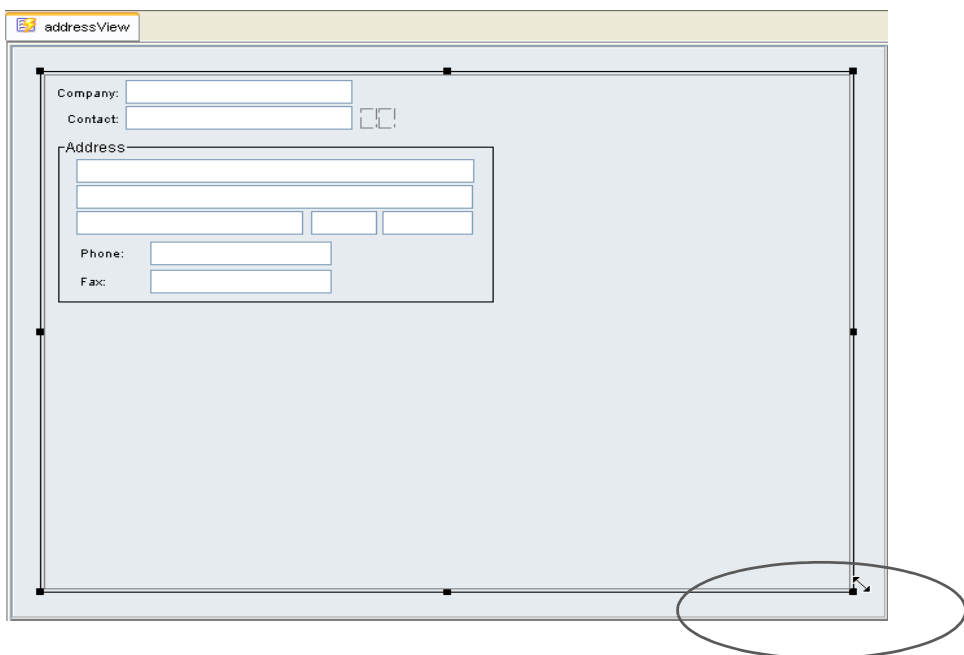 addressView
Company:
Contact:
Address
Phone:
Fax: